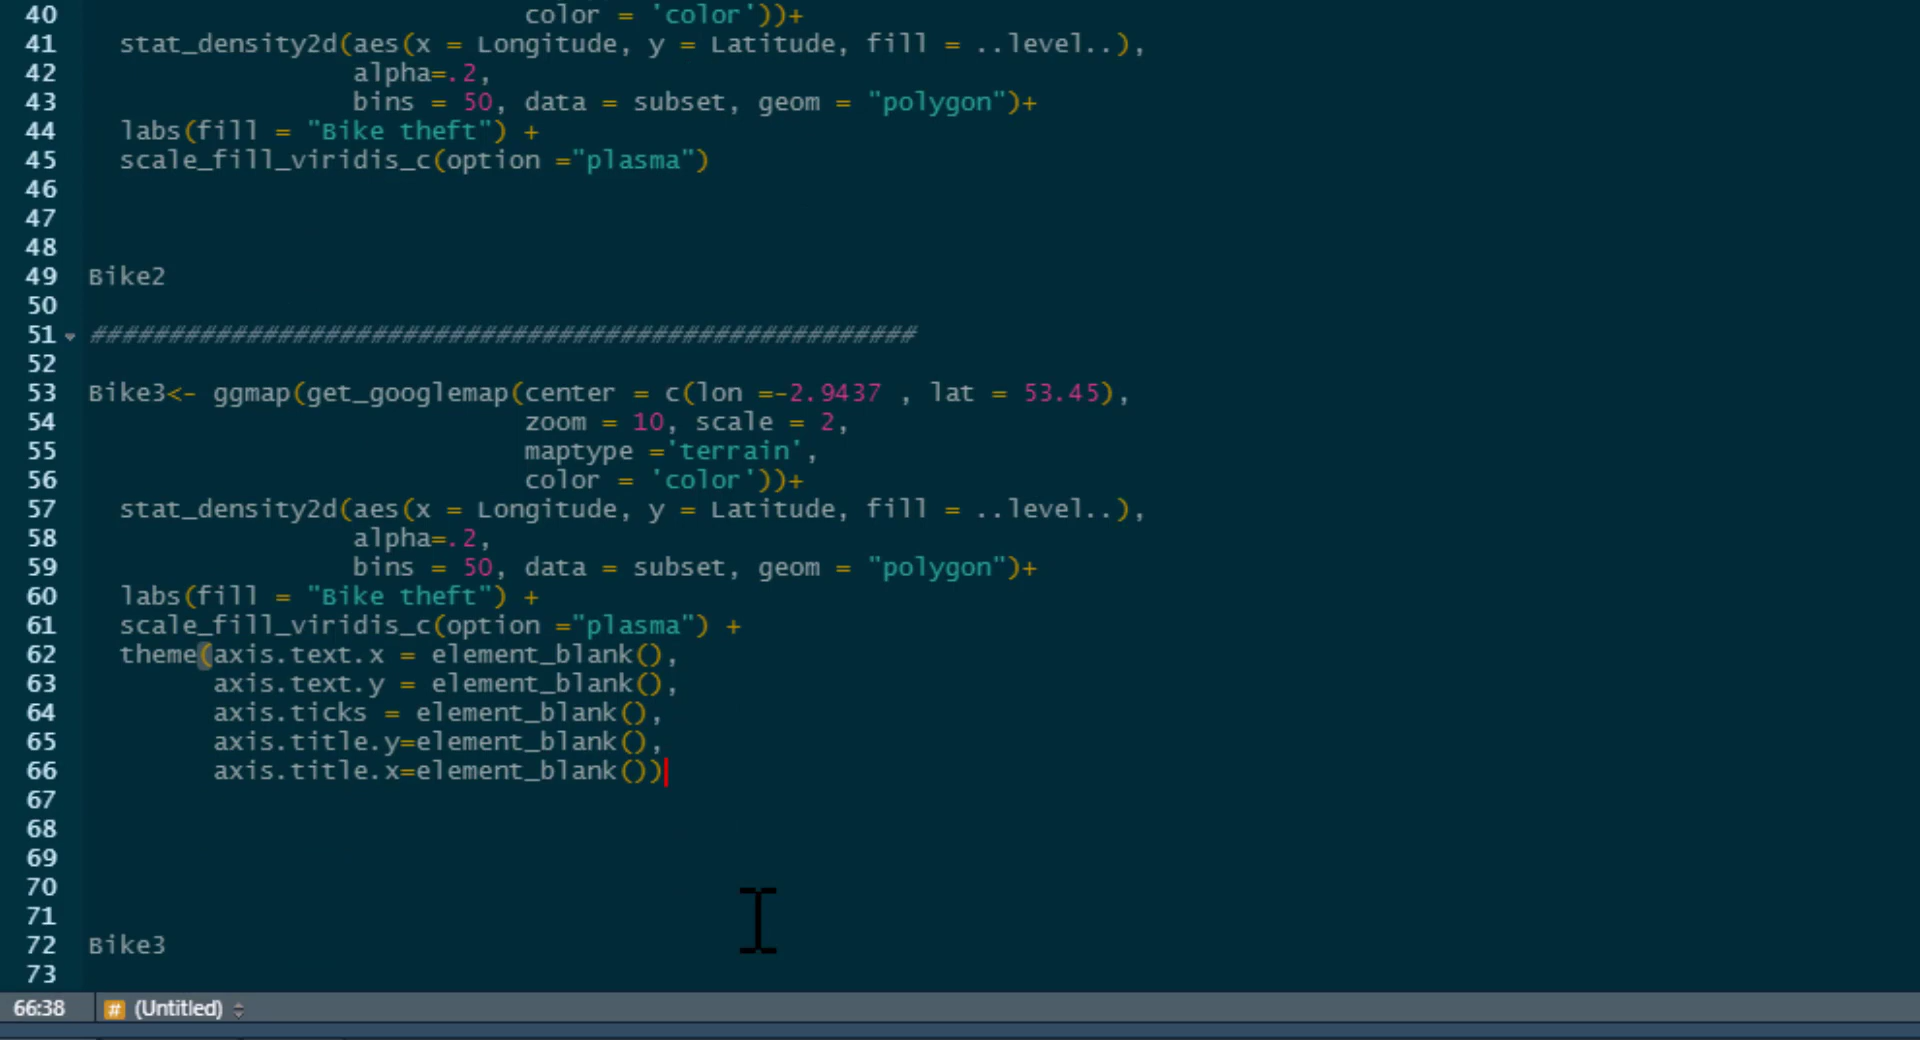 40 color = 'color'))+
41 stat_density2d(aes(x = Longitude, y = Latitude, fill = ..level..),
42 alpha=.2,
43 bins = 50, data = subset, geom = "polygon")+
44 labs(fill = "Bike theft") +
45 scale_fill_viridis_c(option ="plasma")
46
47
48
49 Bike2
50
51 #####################################################
52
53 Bike3<- ggmap(get_googlemap(center = c(lon =-2.9437 , lat = 53.45),
54 zoom = 10, scale = 2,
55 maptype ='terrain',
56 color = 'color'))+
57 stat_density2d(aes(x = Longitude, y = Latitude, fill = ..level..),
58 alpha=.2,
59 bins = 50, data = subset, geom = "polygon")+
60 labs(fill = "Bike theft") +
61 scale_fill_viridis_c(option ="plasma") +
62 theme(axis.text.x = element_blank(),
63 axis.text.y = element_blank(),
64 axis.ticks = element_blank(),
65 axis.title.y=element_blank(),
66 axis.title.x=element_blank())
67
68
69
70
71
72 Bike3
73
66:38 # (Untitled)